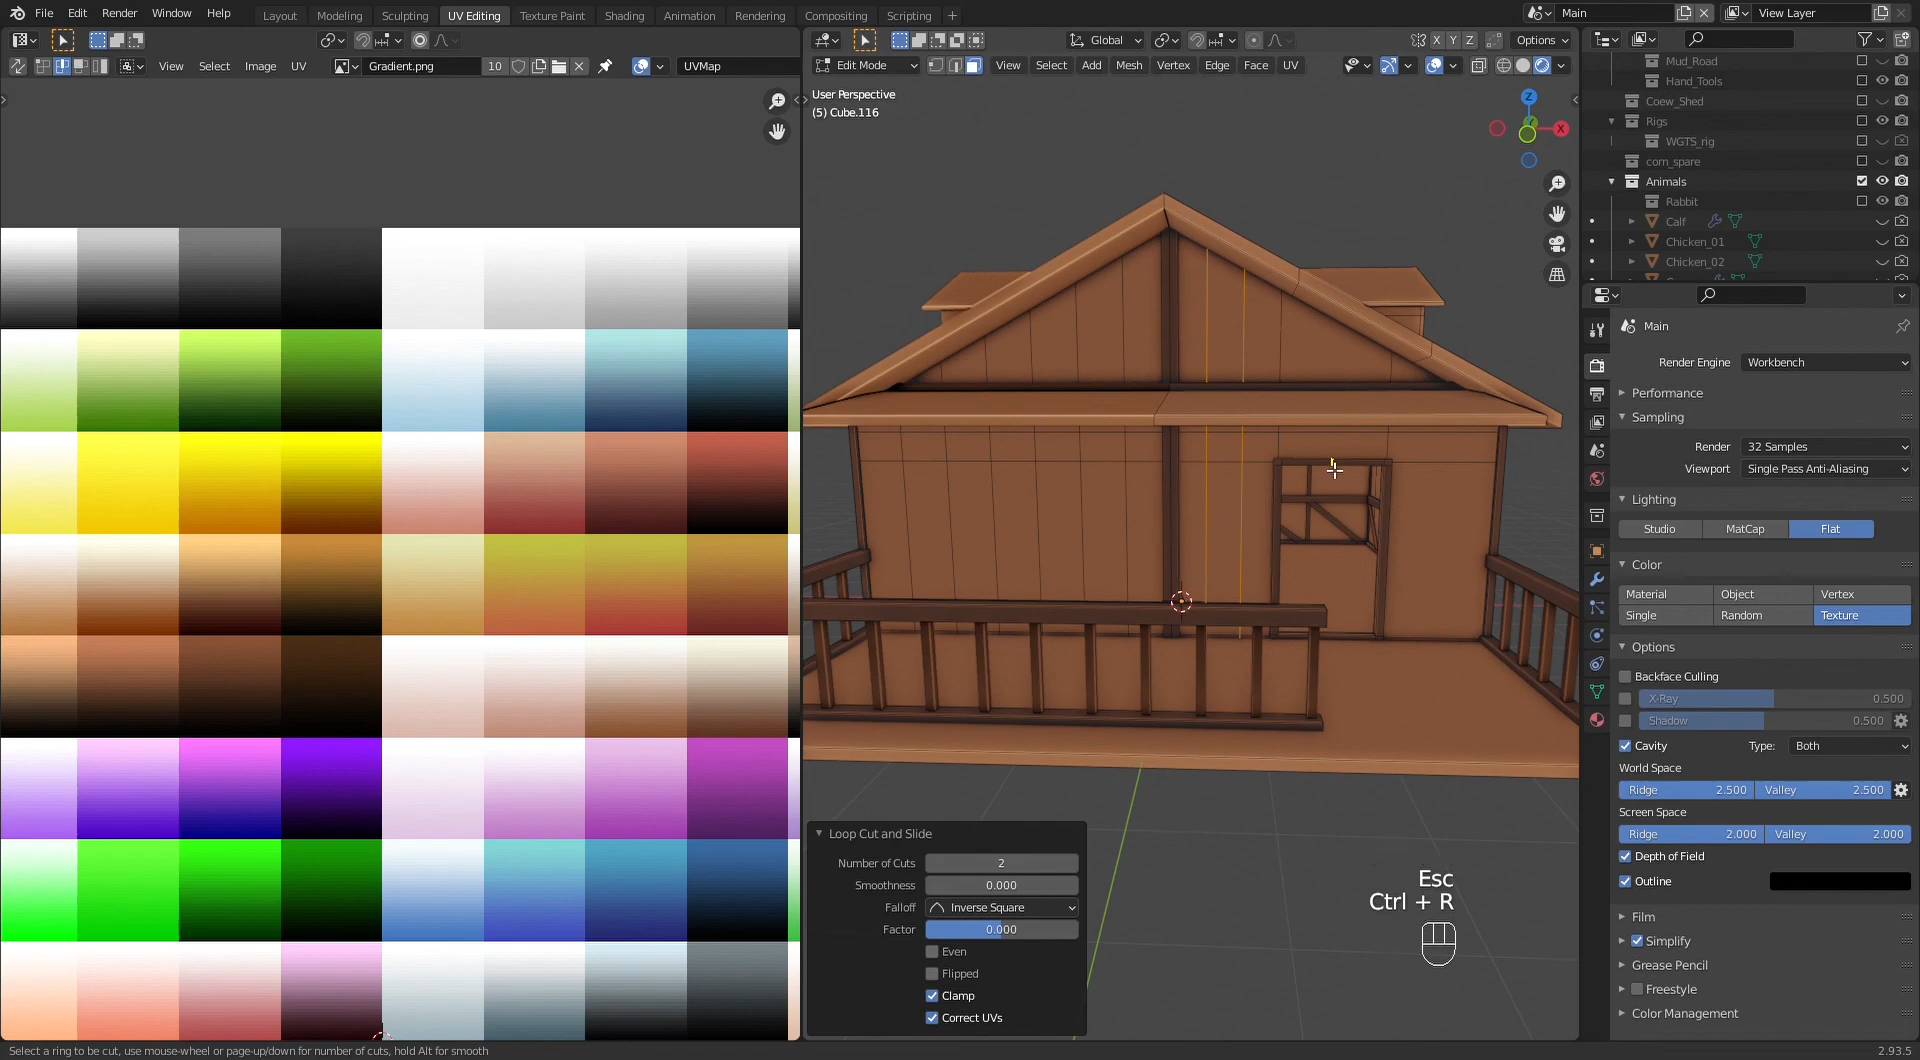 File Edit Render Window Help Layout Modeling Sculpting UV Editing Texture Paint Shading Animation Rendering Compositing Scripting + Main View Layer
View Select Image UV Gradient.png 10 UVMap
Global X Y Z Options
Edit Mode View Select Add Mesh Vertex Edge Face UV
User Perspective
(5) Cube.116
Z
X
Mud_Road
Hand_Tools
Coew_Shed
Rigs
WGTS_rig
corn_spare
Animals
Rabbit
Calf
Chicken_01
Chicken_02
Main
Render Engine Workbench
Performance
Sampling
Render 32 Samples
Viewport Single Pass Anti-Aliasing
Lighting
Studio MatCap Flat
Color
Material Object Vertex
Single Random Texture
Options
Backface Culling
X-Ray 0.500
Shadow 0.500
Cavity Type: Both
World Space
Ridge 2.500 Valley 2.500
Screen Space
Ridge 2.000 Valley 2.000
Depth of Field
Outline
Film
Simplify
Grease Pencil
Freestyle
Color Management
Loop Cut and Slide
Number of Cuts 2
Smoothness 0.000
Falloff Inverse Square
Factor 0.000
Even
Flipped
Clamp
Correct UVs
Esc
Ctrl + R
Select a ring to be cut, use mouse-wheel or page-up/down for number of cuts, hold Alt for smooth
2.93.5